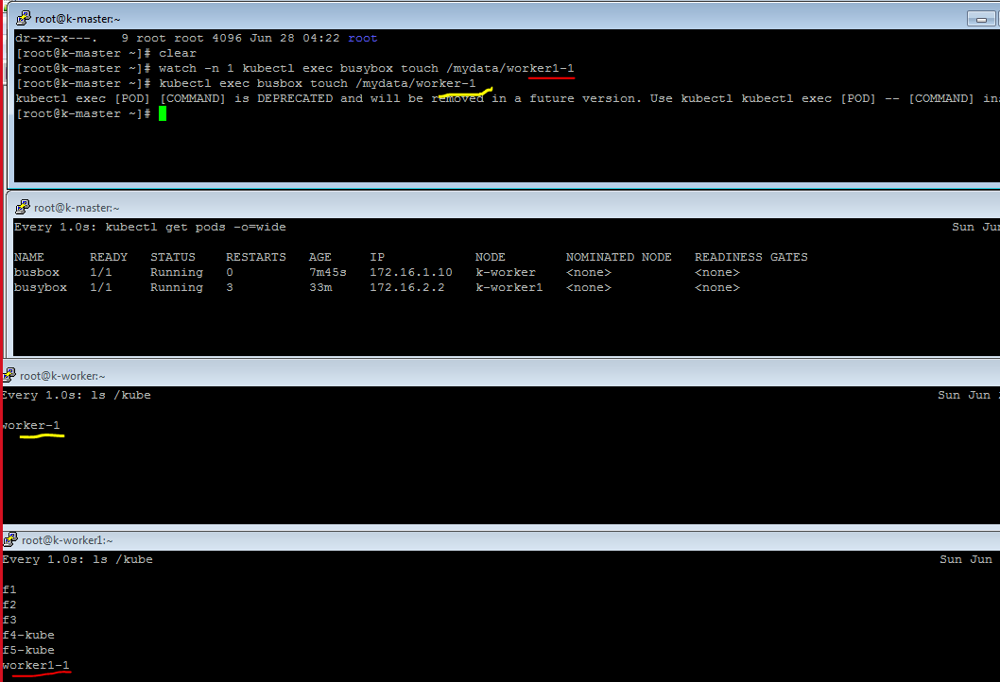 root@k-master:~
dr-xr-x---.   9 root root 4096 Jun 28 04:22 root
[root@k-master ~]# clear
[root@k-master ~]# watch -n 1 kubectl exec busybox touch /mydata/worker1-1
[root@k-master ~]# kubectl exec busbox touch /mydata/worker-1
kubectl exec [POD] [COMMAND] is DEPRECATED and will be removed in a future version. Use kubectl kubectl exec [POD] -- [COMMAND] in
[root@k-master ~]#
root@k-master:~
Every 1.0s: kubectl get pods -o=wide Sun Jun
NAME      READY   STATUS    RESTARTS   AGE     IP            NODE        NOMINATED NODE   READINESS GATES
busbox    1/1     Running   0          7m45s   172.16.1.10   k-worker    <none>           <none>
busybox   1/1     Running   3          33m     172.16.2.2    k-worker1   <none>           <none>
root@k-worker:~
Every 1.0s: ls /kube Sun Jun
worker-1
root@k-worker1:~
Every 1.0s: ls /kube Sun Jun
f1
f2
f3
f4-kube
f5-kube
worker1-1